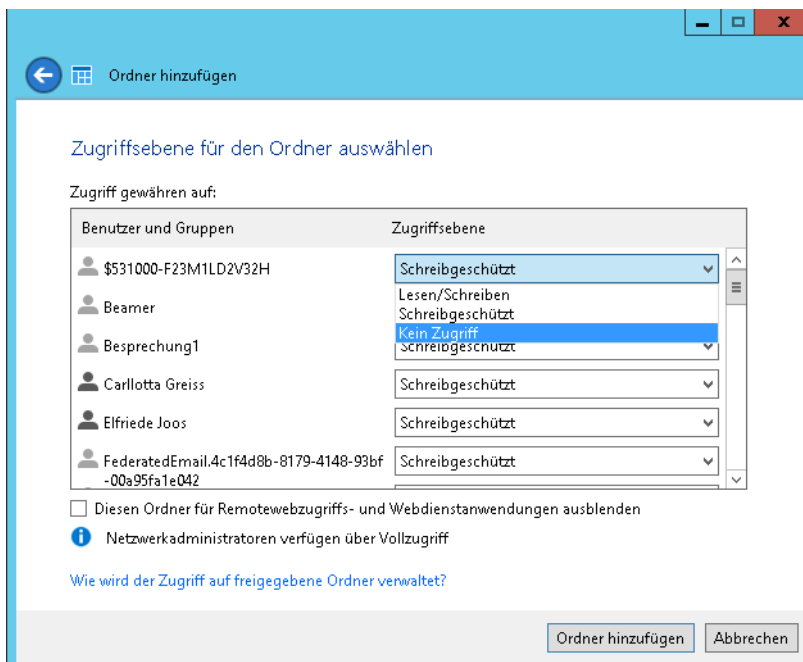 Ordner hinzufügen
Zugriffsebene für den Ordner auswählen
Zugriff gewähren auf:
Benutzer und Gruppen Zugriffsebene
$531000-F23M1LD2V32H Schreibgeschützt
Lesen/Schreiben
Beamer Schreibgeschützt
Kein Zugriff
Besprechung1 Schreibgeschützt
Carllotta Greiss Schreibgeschützt
Elfriede Joos Schreibgeschützt
FederatedEmail.4c1f4d8b-8179-4148-93bf Schreibgeschützt
-00a95fa1e042
Diesen Ordner für Remotewebzugriffs- und Webdienstanwendungen ausblenden
Netzwerkadministratoren verfügen über Vollzugriff
Wie wird der Zugriff auf freigegebene Ordner verwaltet?
Ordner hinzufügen Abbrechen